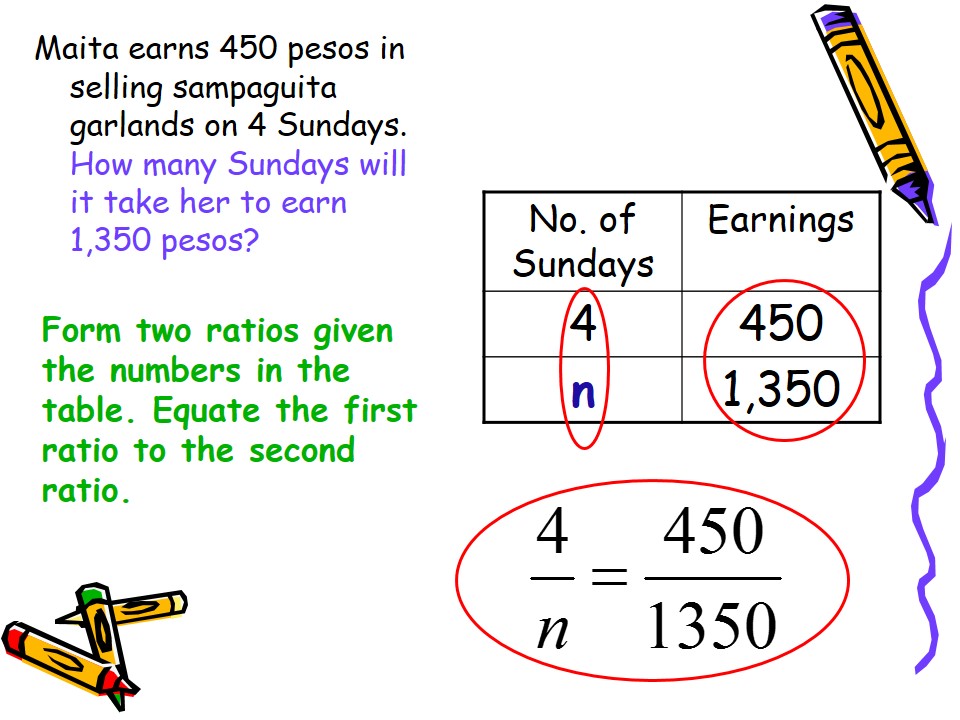 Maita earns 450 pesos in
selling sampaguita
garlands on 4 Sundays.
How many Sundays will
it take her to earn
1,350 pesos?
Form two ratios given
the numbers in the
table. Equate the first
ratio to the second
ratio.
No. of Sundays Earnings
4 450
n 1,350
4/n = 450/1350